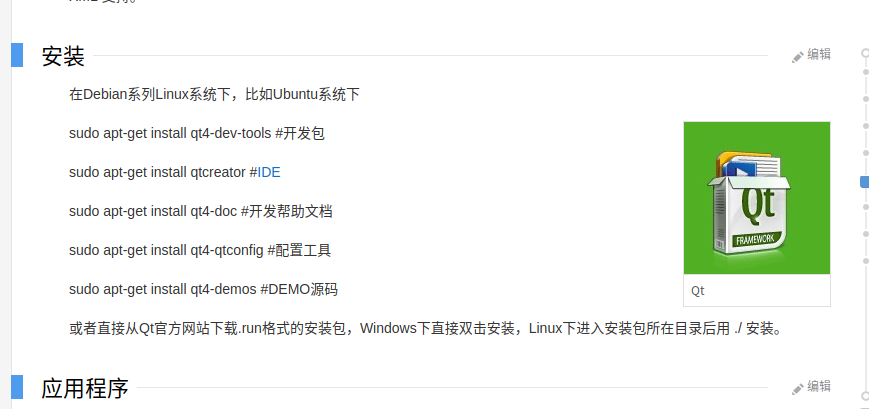 安装
编辑
在Debian系列Linux系统下，比如Ubuntu系统下
sudo apt-get install qt4-dev-tools #开发包
sudo apt-get install qtcreator #IDE
sudo apt-get install qt4-doc #开发帮助文档
sudo apt-get install qt4-qtconfig #配置工具
sudo apt-get install qt4-demos #DEMO源码
Qt
FRAMEWORK
Qt
或者直接从Qt官方网站下载.run格式的安装包，Windows下直接双击安装，Linux下进入安装包所在目录后用 ./ 安装。
应用程序
编辑